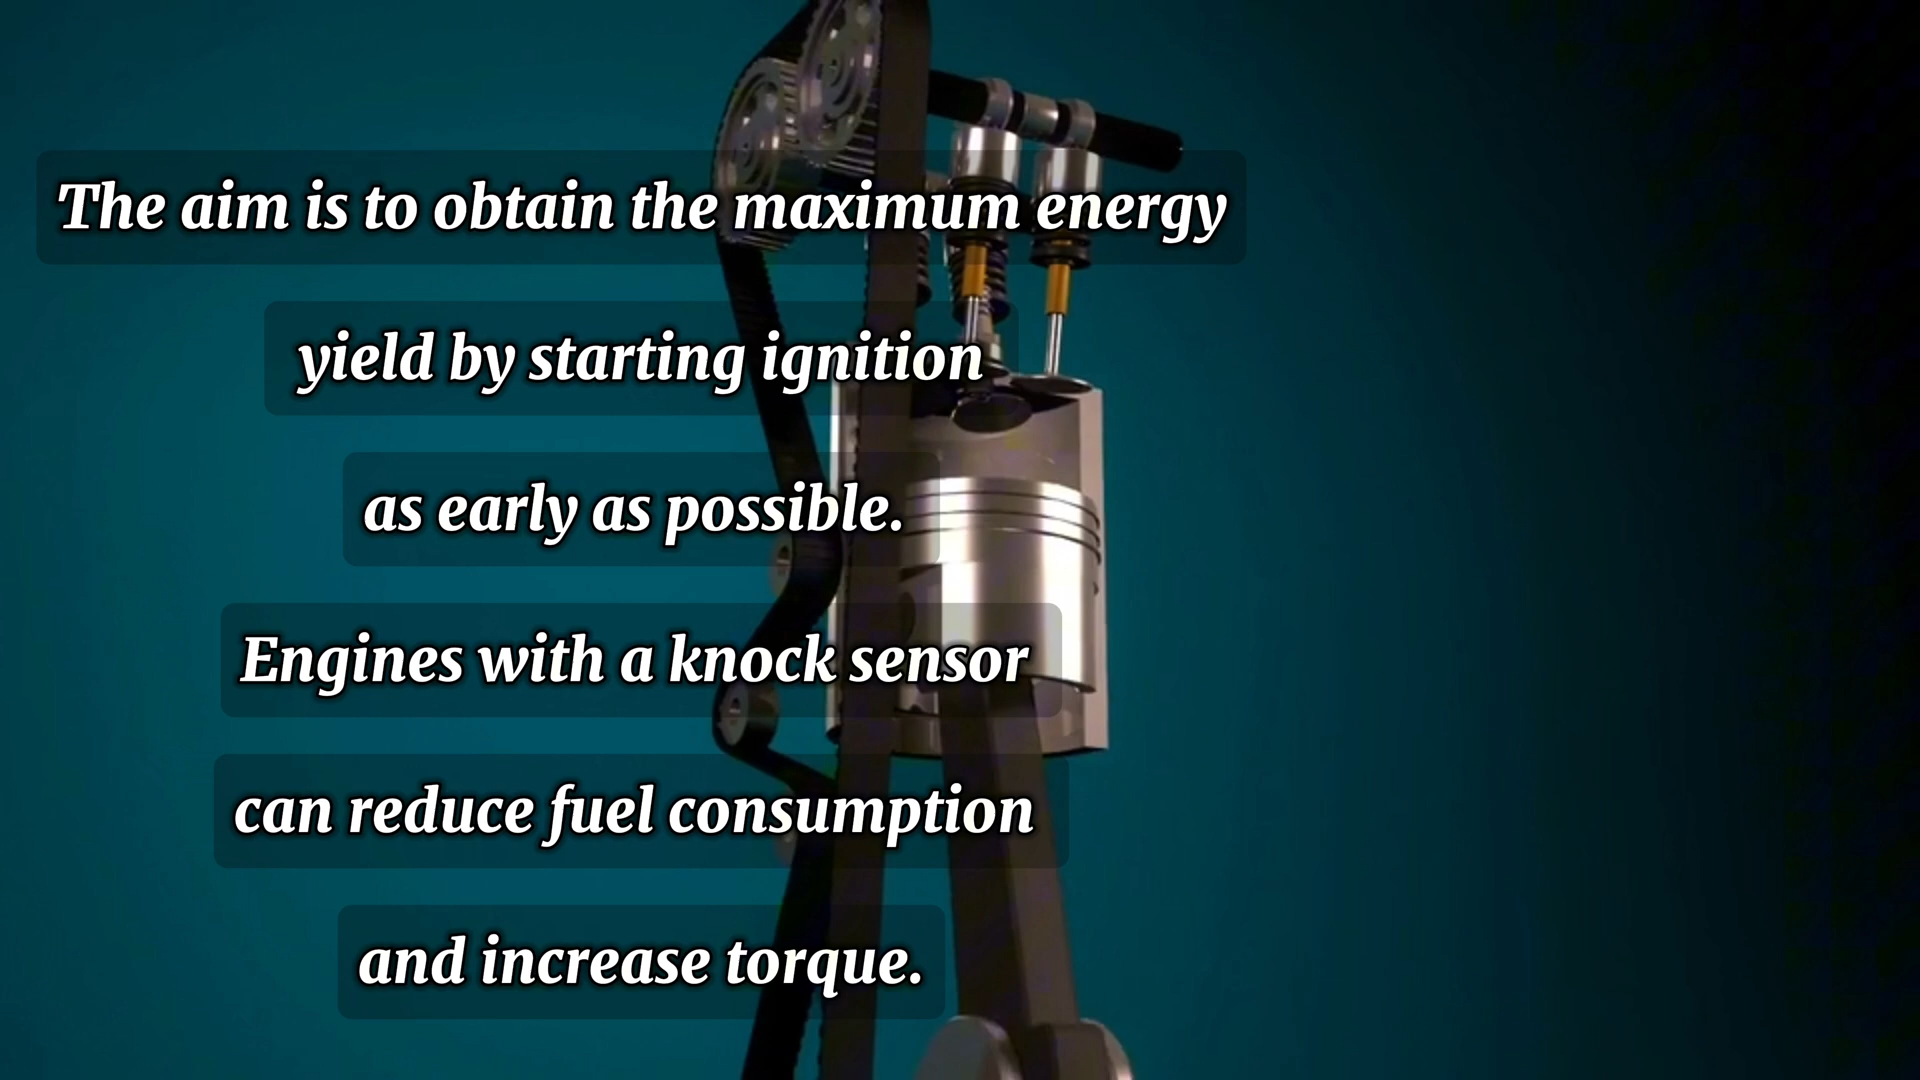 The aim is to obtain the maximum energy
yield by starting ignition
as early as possible.
Engines with a knock sensor
can reduce fuel consumption
and increase torque.